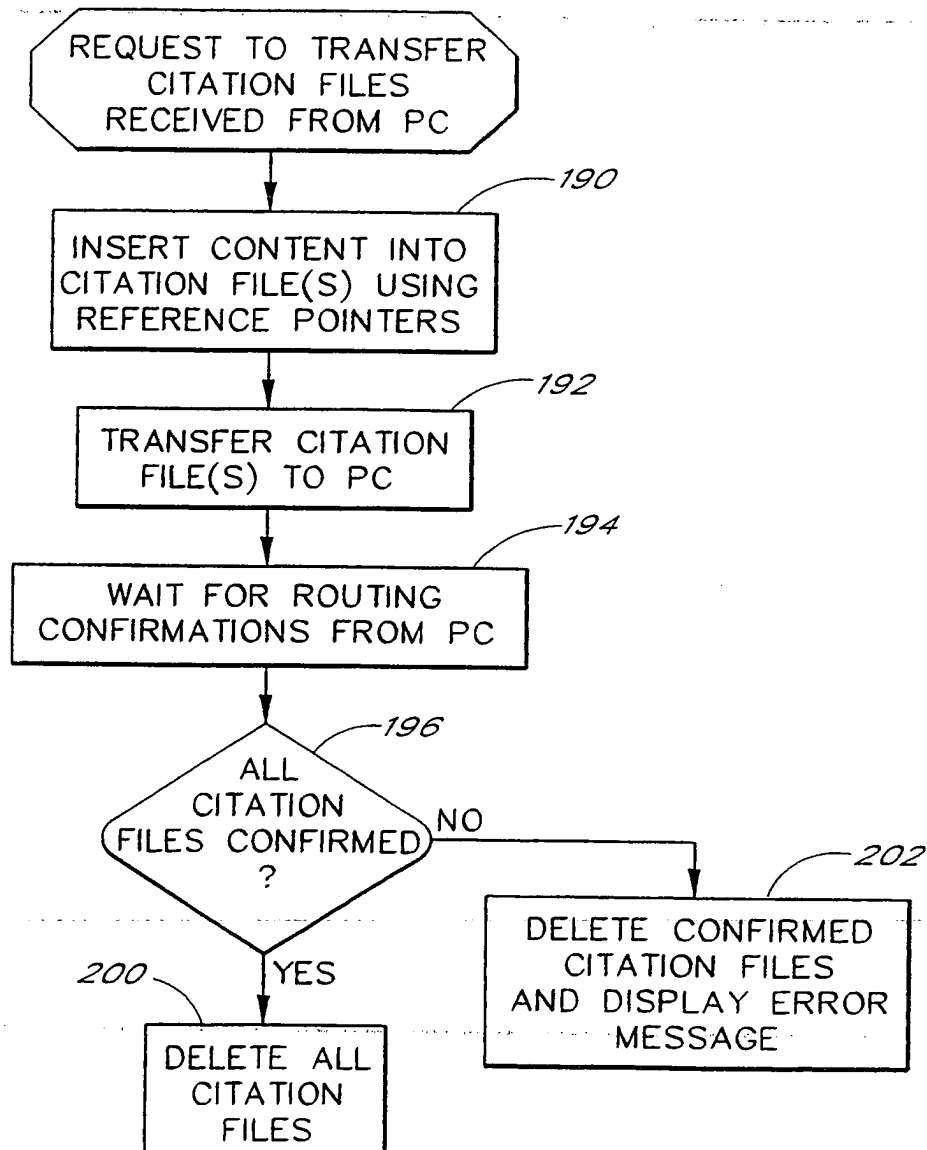 REQUEST TO TRANSFER
CITATION FILES
RECEIVED FROM PC
190
INSERT CONTENT INTO
CITATION FILE(S) USING
REFERENCE POINTERS
192
TRANSFER CITATION
FILE(S) TO PC
194
WAIT FOR ROUTING
CONFIRMATIONS FROM PC
196
ALL
CITATION
FILES CONFIRMED
?
NO
202
DELETE CONFIRMED
CITATION FILES
AND DISPLAY ERROR
MESSAGE
YES
200
DELETE ALL
CITATION
FILES